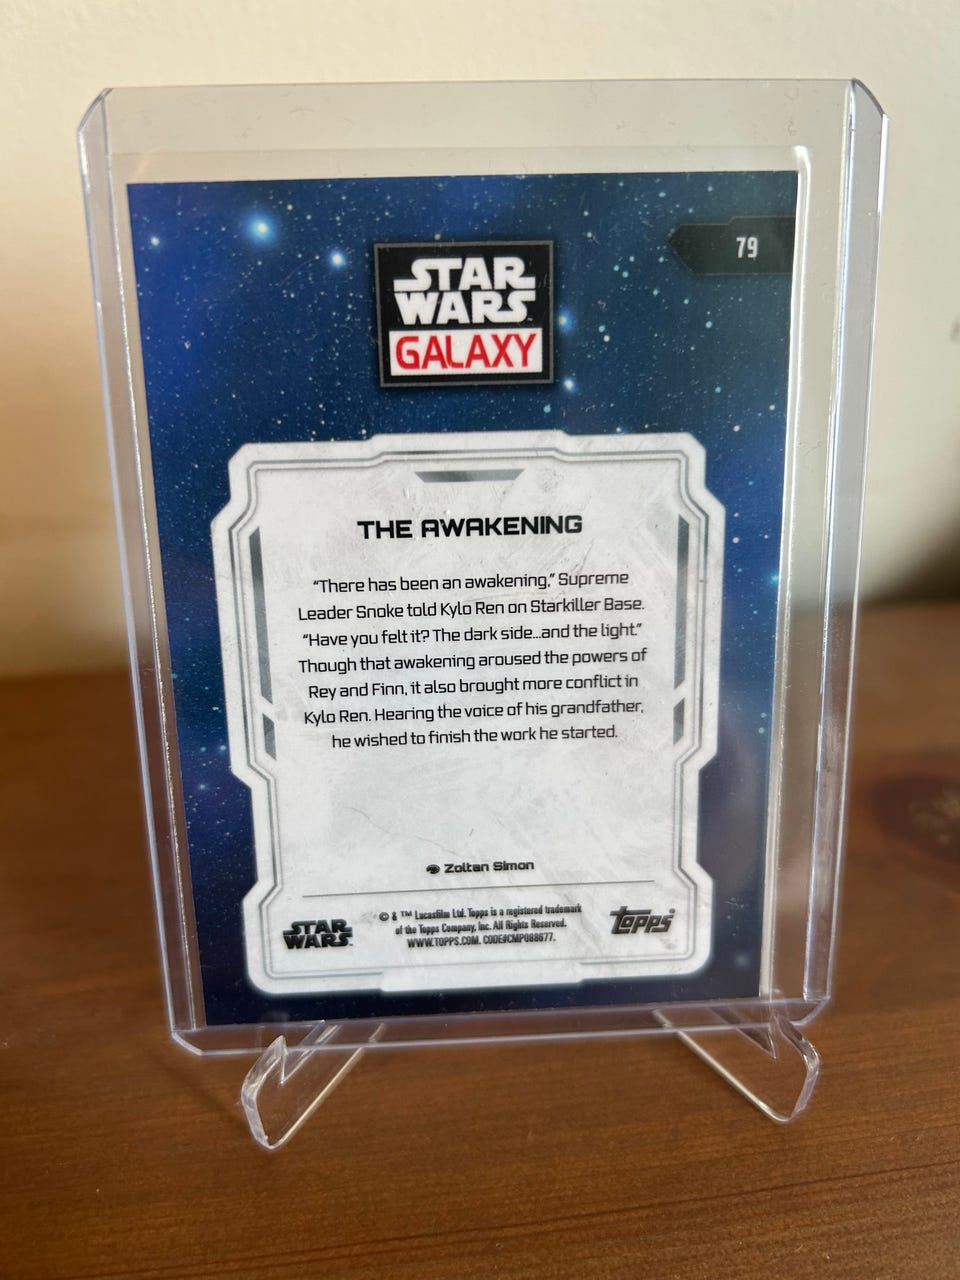 79
STAR
WARS
GALAXY
THE AWAKENING
“There has been an awakening,” Supreme
Leader Snoke told Kylo Ren on Starkiller Base.
“Have you felt it? The dark side...and the light.”
Though that awakening aroused the powers of
Rey and Finn, it also brought more conflict in
Kylo Ren. Hearing the voice of his grandfather,
he wished to finish the work he started.
Zoltan Simon
STAR
WARS
© & ™ Lucasfilm Ltd. Topps is a registered trademark
of the Topps Company, Inc. All Rights Reserved.
WWW.TOPPS.COM. CODE#CMP088677.
topps